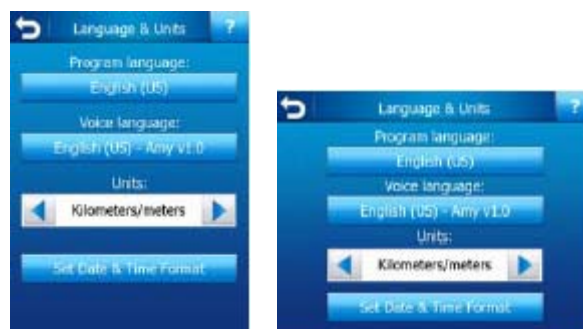 Language & Units ?
Program language:
English (US)
Voice language:
English (US) - Amy v1.0
Units:
Kilometers/meters
Set Date & Time Format
Language & Units ?
Program language:
English (US)
Voice language:
English (US) - Amy v1.0
Units:
Kilometers/meters
Set Date & Time Format